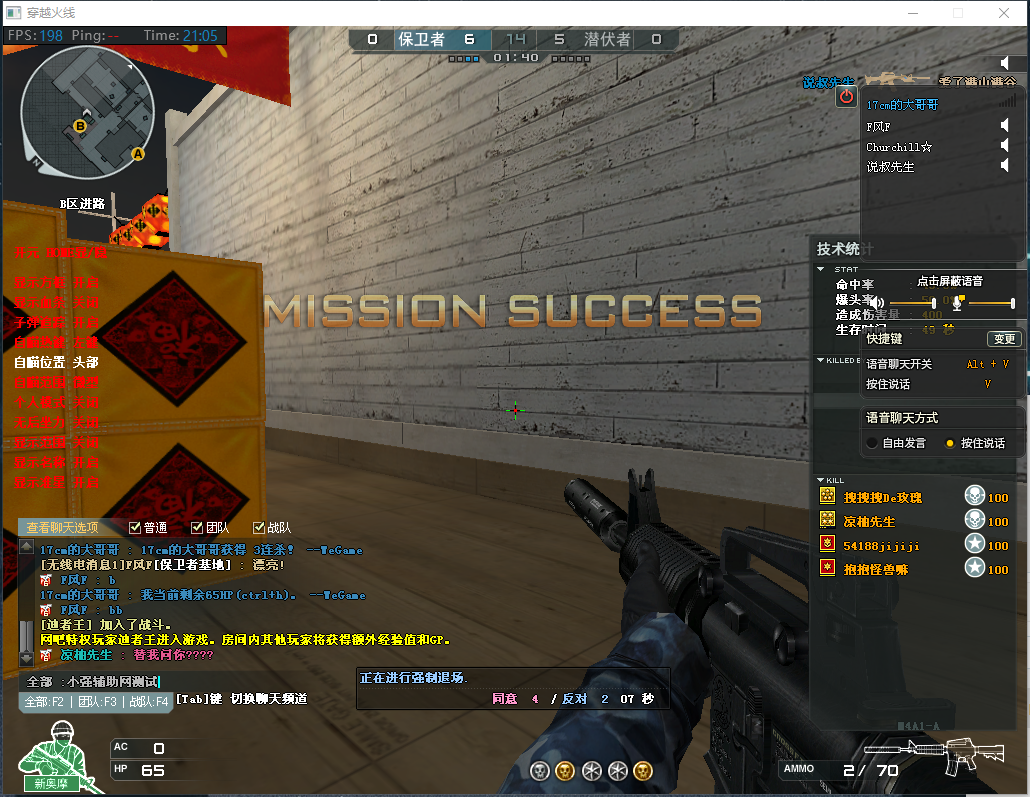 穿越火线
FPS:198 Ping:-- Time: 21:05
0 保卫者 6 14 5 潜伏者 0
01:40
说叔先生
17cm的大哥哥
F风F
Churchill☆
说叔先生
N
B
A
B区进路
自瞄位置 头部
MISSION SUCCESS
技术统计
STAT
命中率
爆头率
造成伤害量 : 400
生存时间
点击屏蔽语音
快捷键 变更
KILLED
语音聊天开关 Alt + V
按住说话 V
语音聊天方式
自由发言 按住说话
KILL
搜搜搜De玫瑰 100
凉柚先生 100
54188jijiji 100
抱抱怪兽嘛 100
查看聊天选项 普通 团队 战队
17cm的大哥哥 : 17cm的大哥哥获得 3连杀! --WeGame
[无线电消息1]F风F[保卫者基地] : 漂亮!
F风F : b
17cm的大哥哥 : 我当前剩余65HP(ctrl+h)。 --WeGame
F风F : bb
[迪者王] 加入了战斗。
网吧特权玩家迪者王进入游戏。房间内其他玩家将获得额外经验值和GP。
凉柚先生 : 替我问你????
全部 :小强辅助网测试
全部:F2 | 团队:F3 | 战队:F4 [Tab]键 切换聊天频道
正在进行强制退场.
同意 4 / 反对 2 07 秒
AC 0
HP 65
新奥摩
M4A1-A
AMMO 2/ 70